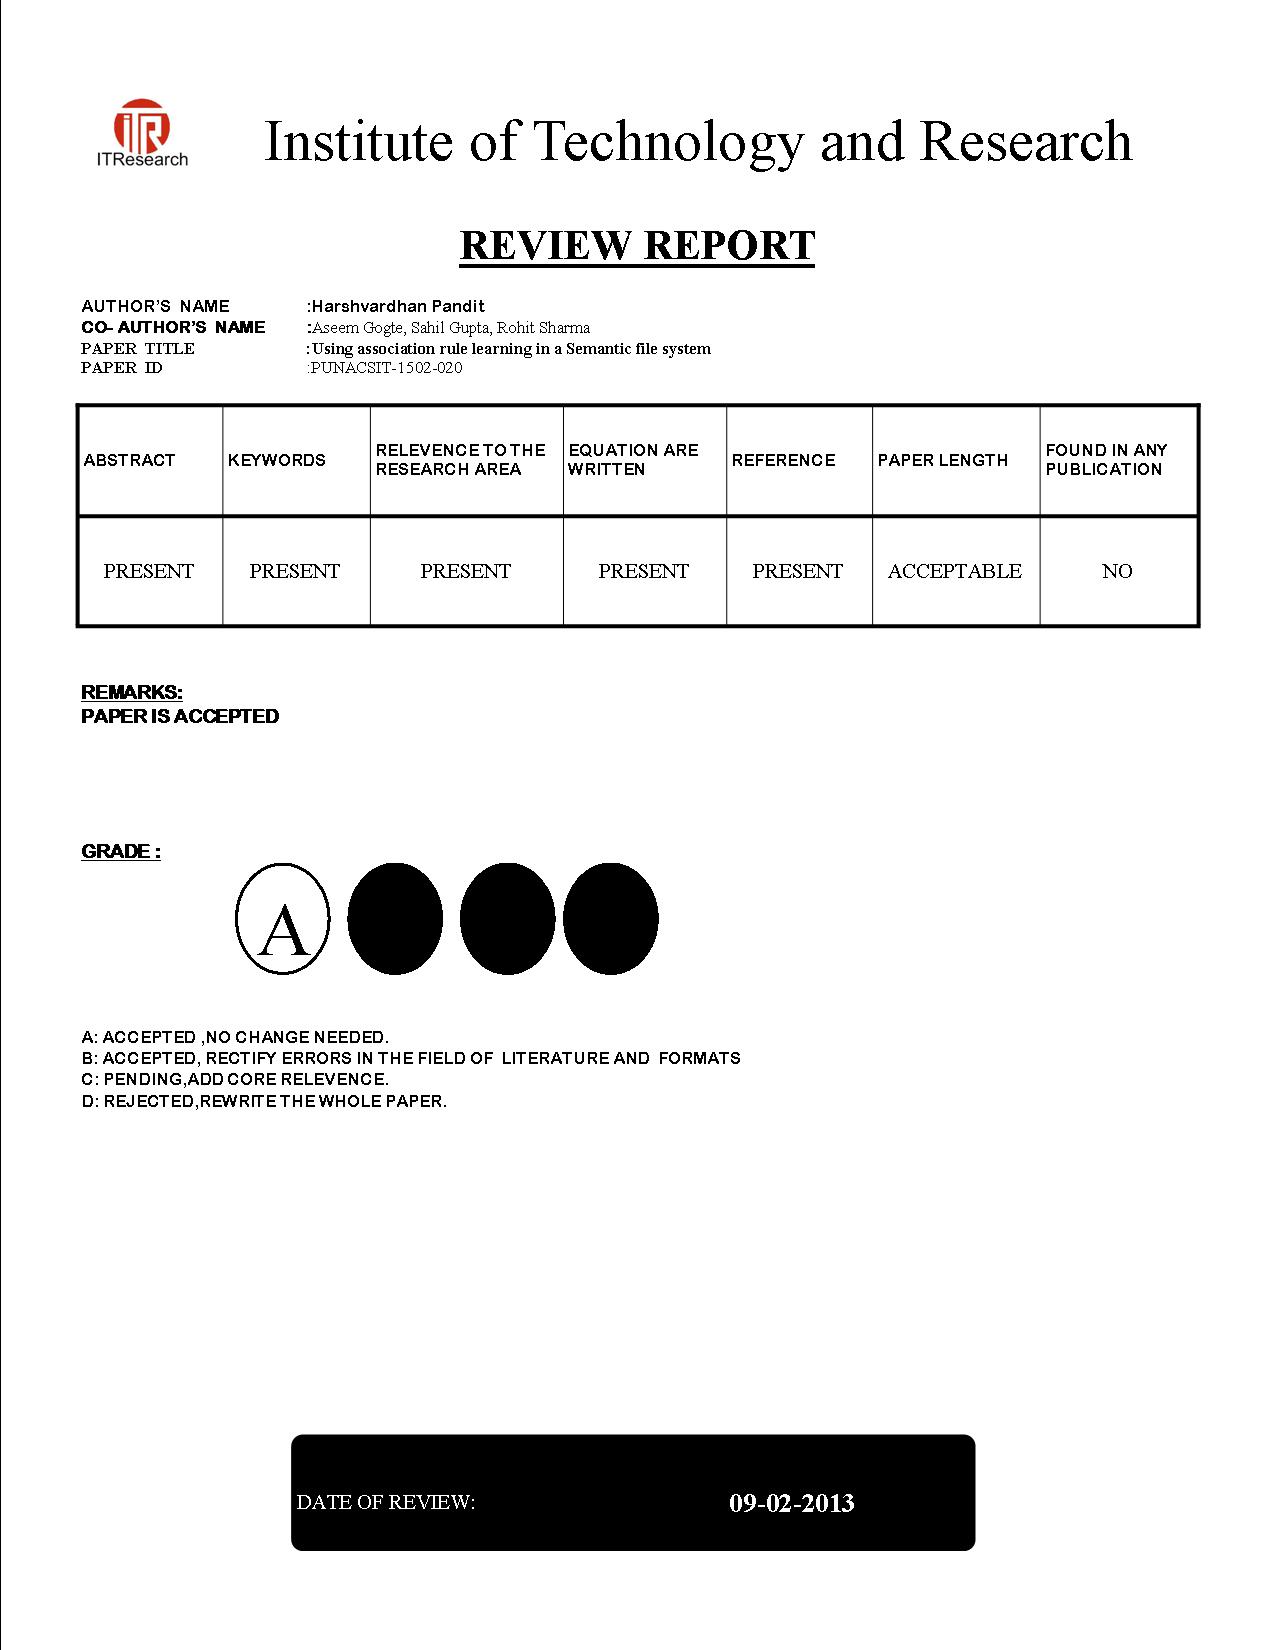 ITR
ITResearch
Institute of Technology and Research
REVIEW REPORT
AUTHOR'S NAME :Harshvardhan Pandit
CO- AUTHOR'S NAME :Aseem Gogte, Sahil Gupta, Rohit Sharma
PAPER TITLE :Using association rule learning in a Semantic file system
PAPER ID :PUNACSIT-1502-020
ABSTRACT KEYWORDS RELEVENCE TO THE RESEARCH AREA EQUATION ARE WRITTEN REFERENCE PAPER LENGTH FOUND IN ANY PUBLICATION
PRESENT PRESENT PRESENT PRESENT PRESENT ACCEPTABLE NO
REMARKS:
PAPER IS ACCEPTED
GRADE :
A
A: ACCEPTED ,NO CHANGE NEEDED.
B: ACCEPTED, RECTIFY ERRORS IN THE FIELD OF LITERATURE AND FORMATS
C: PENDING,ADD CORE RELEVENCE.
D: REJECTED,REWRITE THE WHOLE PAPER.
DATE OF REVIEW: 09-02-2013